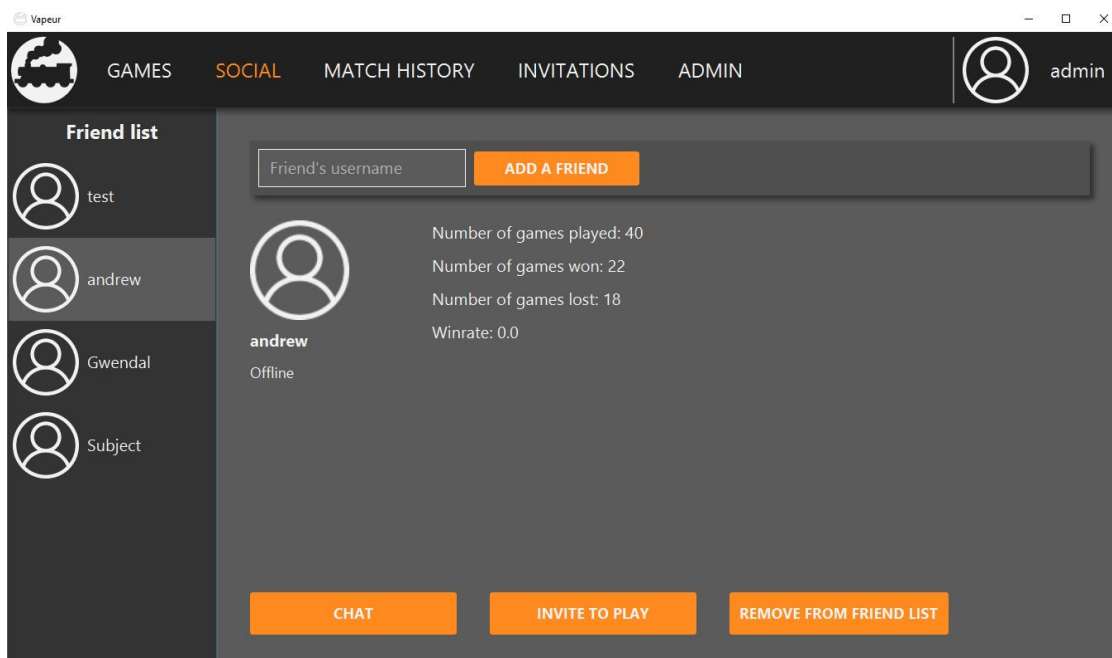 Vapeur
GAMES SOCIAL MATCH HISTORY INVITATIONS ADMIN admin
Friend list
test
andrew
Gwendal
Subject
Friend's username ADD A FRIEND
Number of games played: 40
Number of games won: 22
Number of games lost: 18
Winrate: 0.0
andrew
Offline
CHAT INVITE TO PLAY REMOVE FROM FRIEND LIST